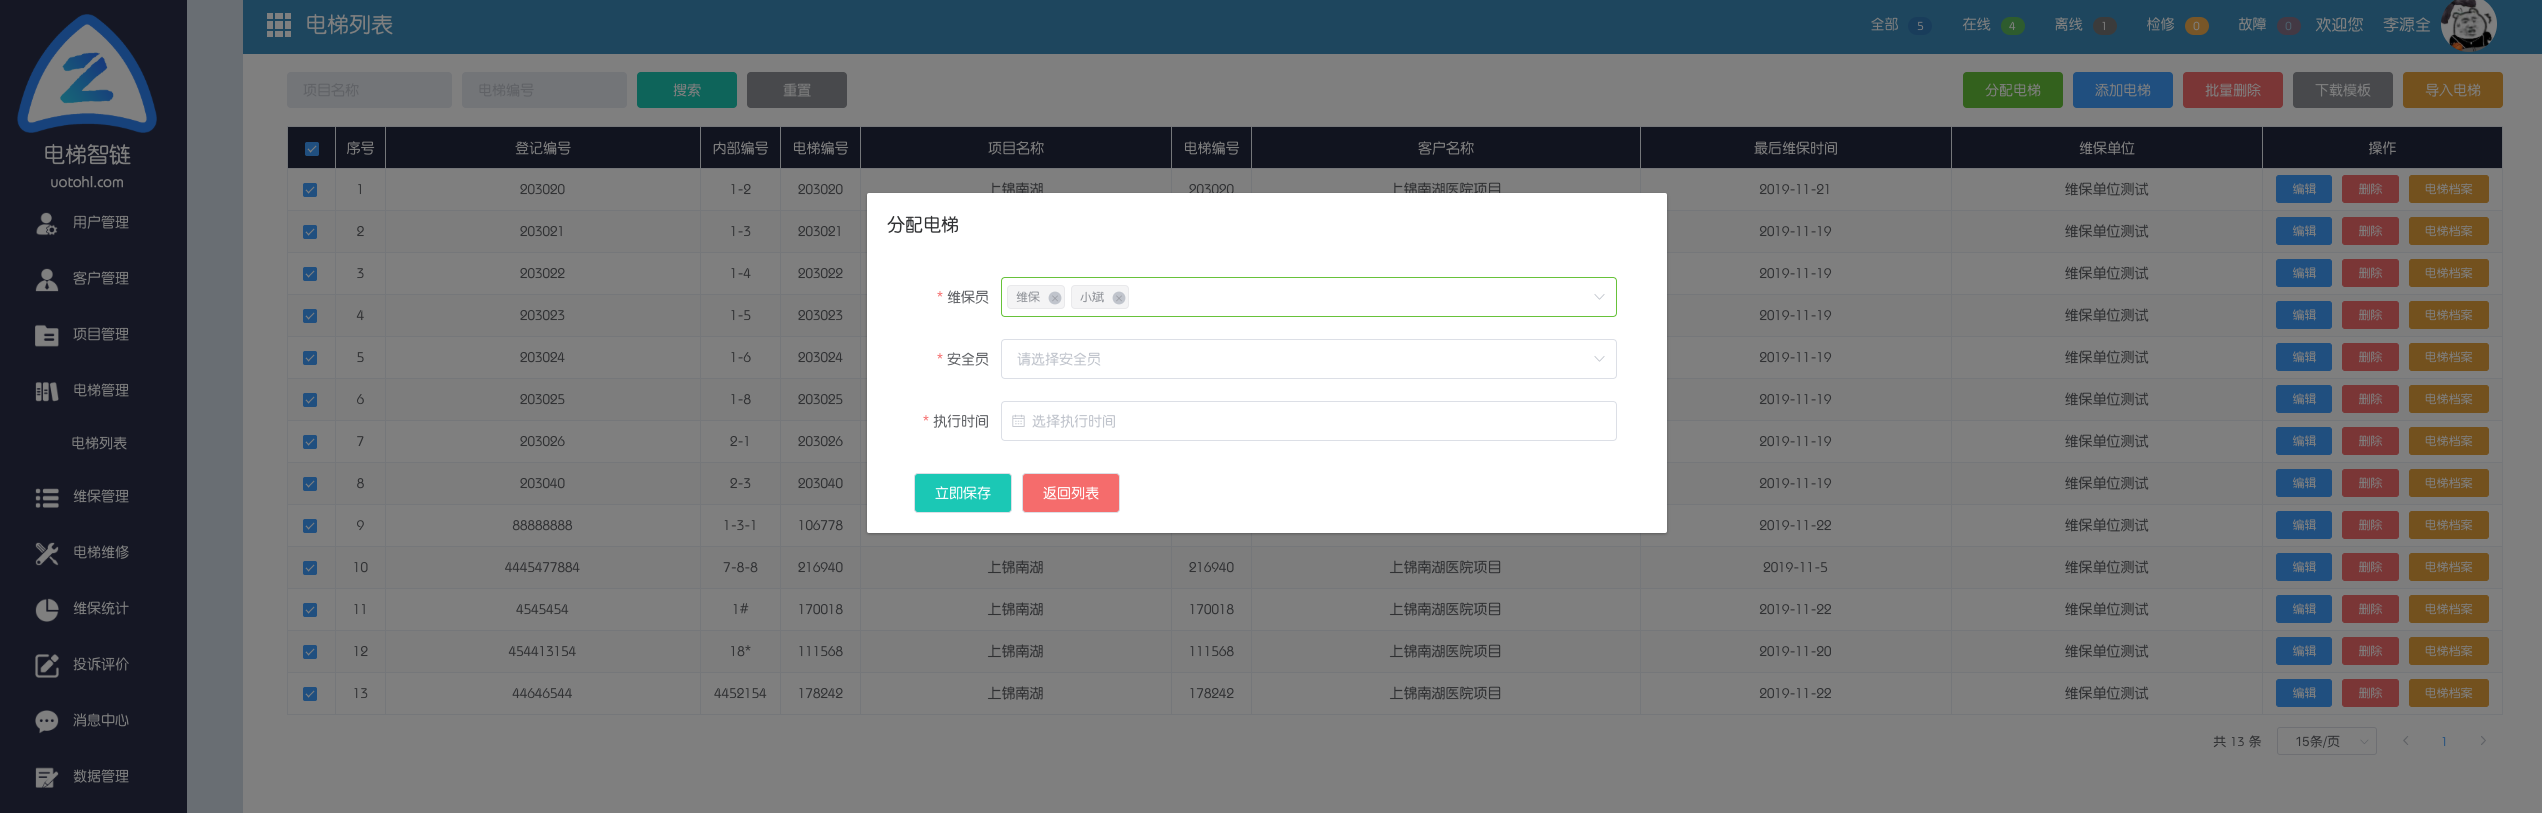 电梯智链
uotohl.com
用户管理
客户管理
项目管理
电梯管理
电梯列表
维保管理
电梯维修
维保统计
投诉评价
消息中心
数据管理
电梯列表
全部 5 在线 4 离线 1 检修 0 故障 0 欢迎您 李源全
项目名称 电梯编号 搜索 重置 分配电梯 添加电梯 批量删除 下载模板 导入电梯
序号 登记编号 内部编号 电梯编号 项目名称 电梯编号 客户名称 最后维保时间 维保单位 操作
1 203020 1-2 203020 上锦南湖 203020 上锦南湖医院项目 2019-11-21 维保单位测试 编辑 删除 电梯档案
2 203021 1-3 203021 2019-11-19 维保单位测试 编辑 删除 电梯档案
3 203022 1-4 203022 2019-11-19 维保单位测试 编辑 删除 电梯档案
4 203023 1-5 203023 2019-11-19 维保单位测试 编辑 删除 电梯档案
5 203024 1-6 203024 2019-11-19 维保单位测试 编辑 删除 电梯档案
6 203025 1-8 203025 2019-11-19 维保单位测试 编辑 删除 电梯档案
7 203026 2-1 203026 2019-11-19 维保单位测试 编辑 删除 电梯档案
8 203040 2-3 203040 2019-11-19 维保单位测试 编辑 删除 电梯档案
9 88888888 1-3-1 106778 2019-11-22 维保单位测试 编辑 删除 电梯档案
10 4445477884 7-8-8 216940 上锦南湖 216940 上锦南湖医院项目 2019-11-5 维保单位测试 编辑 删除 电梯档案
11 4545454 1# 170018 上锦南湖 170018 上锦南湖医院项目 2019-11-22 维保单位测试 编辑 删除 电梯档案
12 454413154 18* 111568 上锦南湖 111568 上锦南湖医院项目 2019-11-20 维保单位测试 编辑 删除 电梯档案
13 44646544 4452154 178242 上锦南湖 178242 上锦南湖医院项目 2019-11-22 维保单位测试 编辑 删除 电梯档案
共 13 条 15条/页 1
分配电梯
* 维保员 维保 小斌
* 安全员 请选择安全员
* 执行时间 选择执行时间
立即保存 返回列表